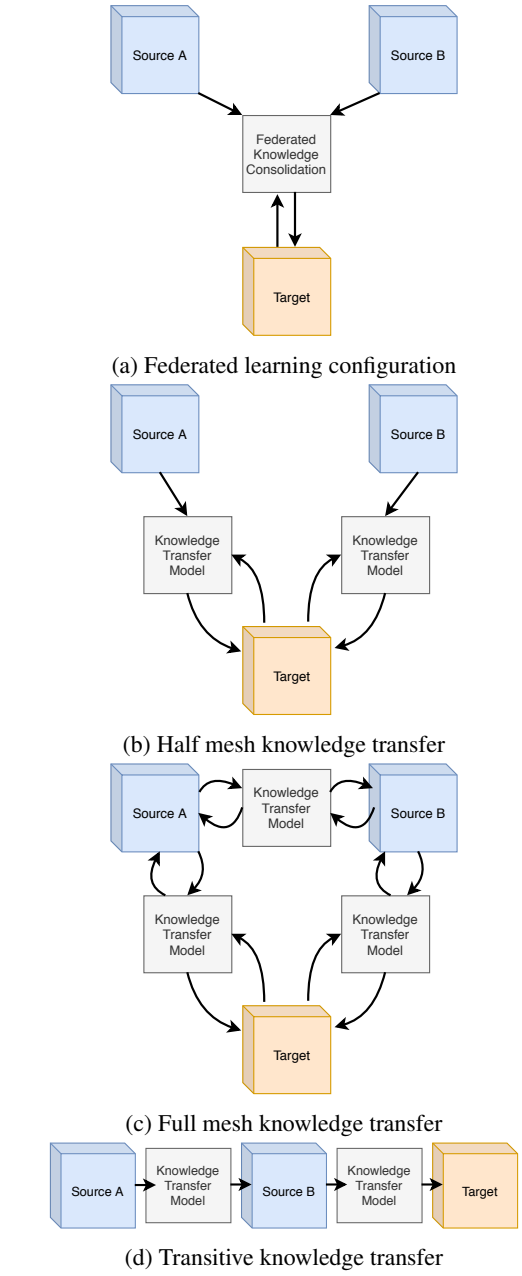 Source A
Source B
Federated
Knowledge
Consolidation
Target
(a) Federated learning configuration
Source A
Source B
Knowledge
Transfer
Model
Knowledge
Transfer
Model
Target
(b) Half mesh knowledge transfer
Source A
Knowledge
Transfer
Model
Source B
Knowledge
Transfer
Model
Knowledge
Transfer
Model
Target
(c) Full mesh knowledge transfer
Source A
Knowledge
Transfer Model
Source B
Knowledge
Transfer Model
Target
(d) Transitive knowledge transfer